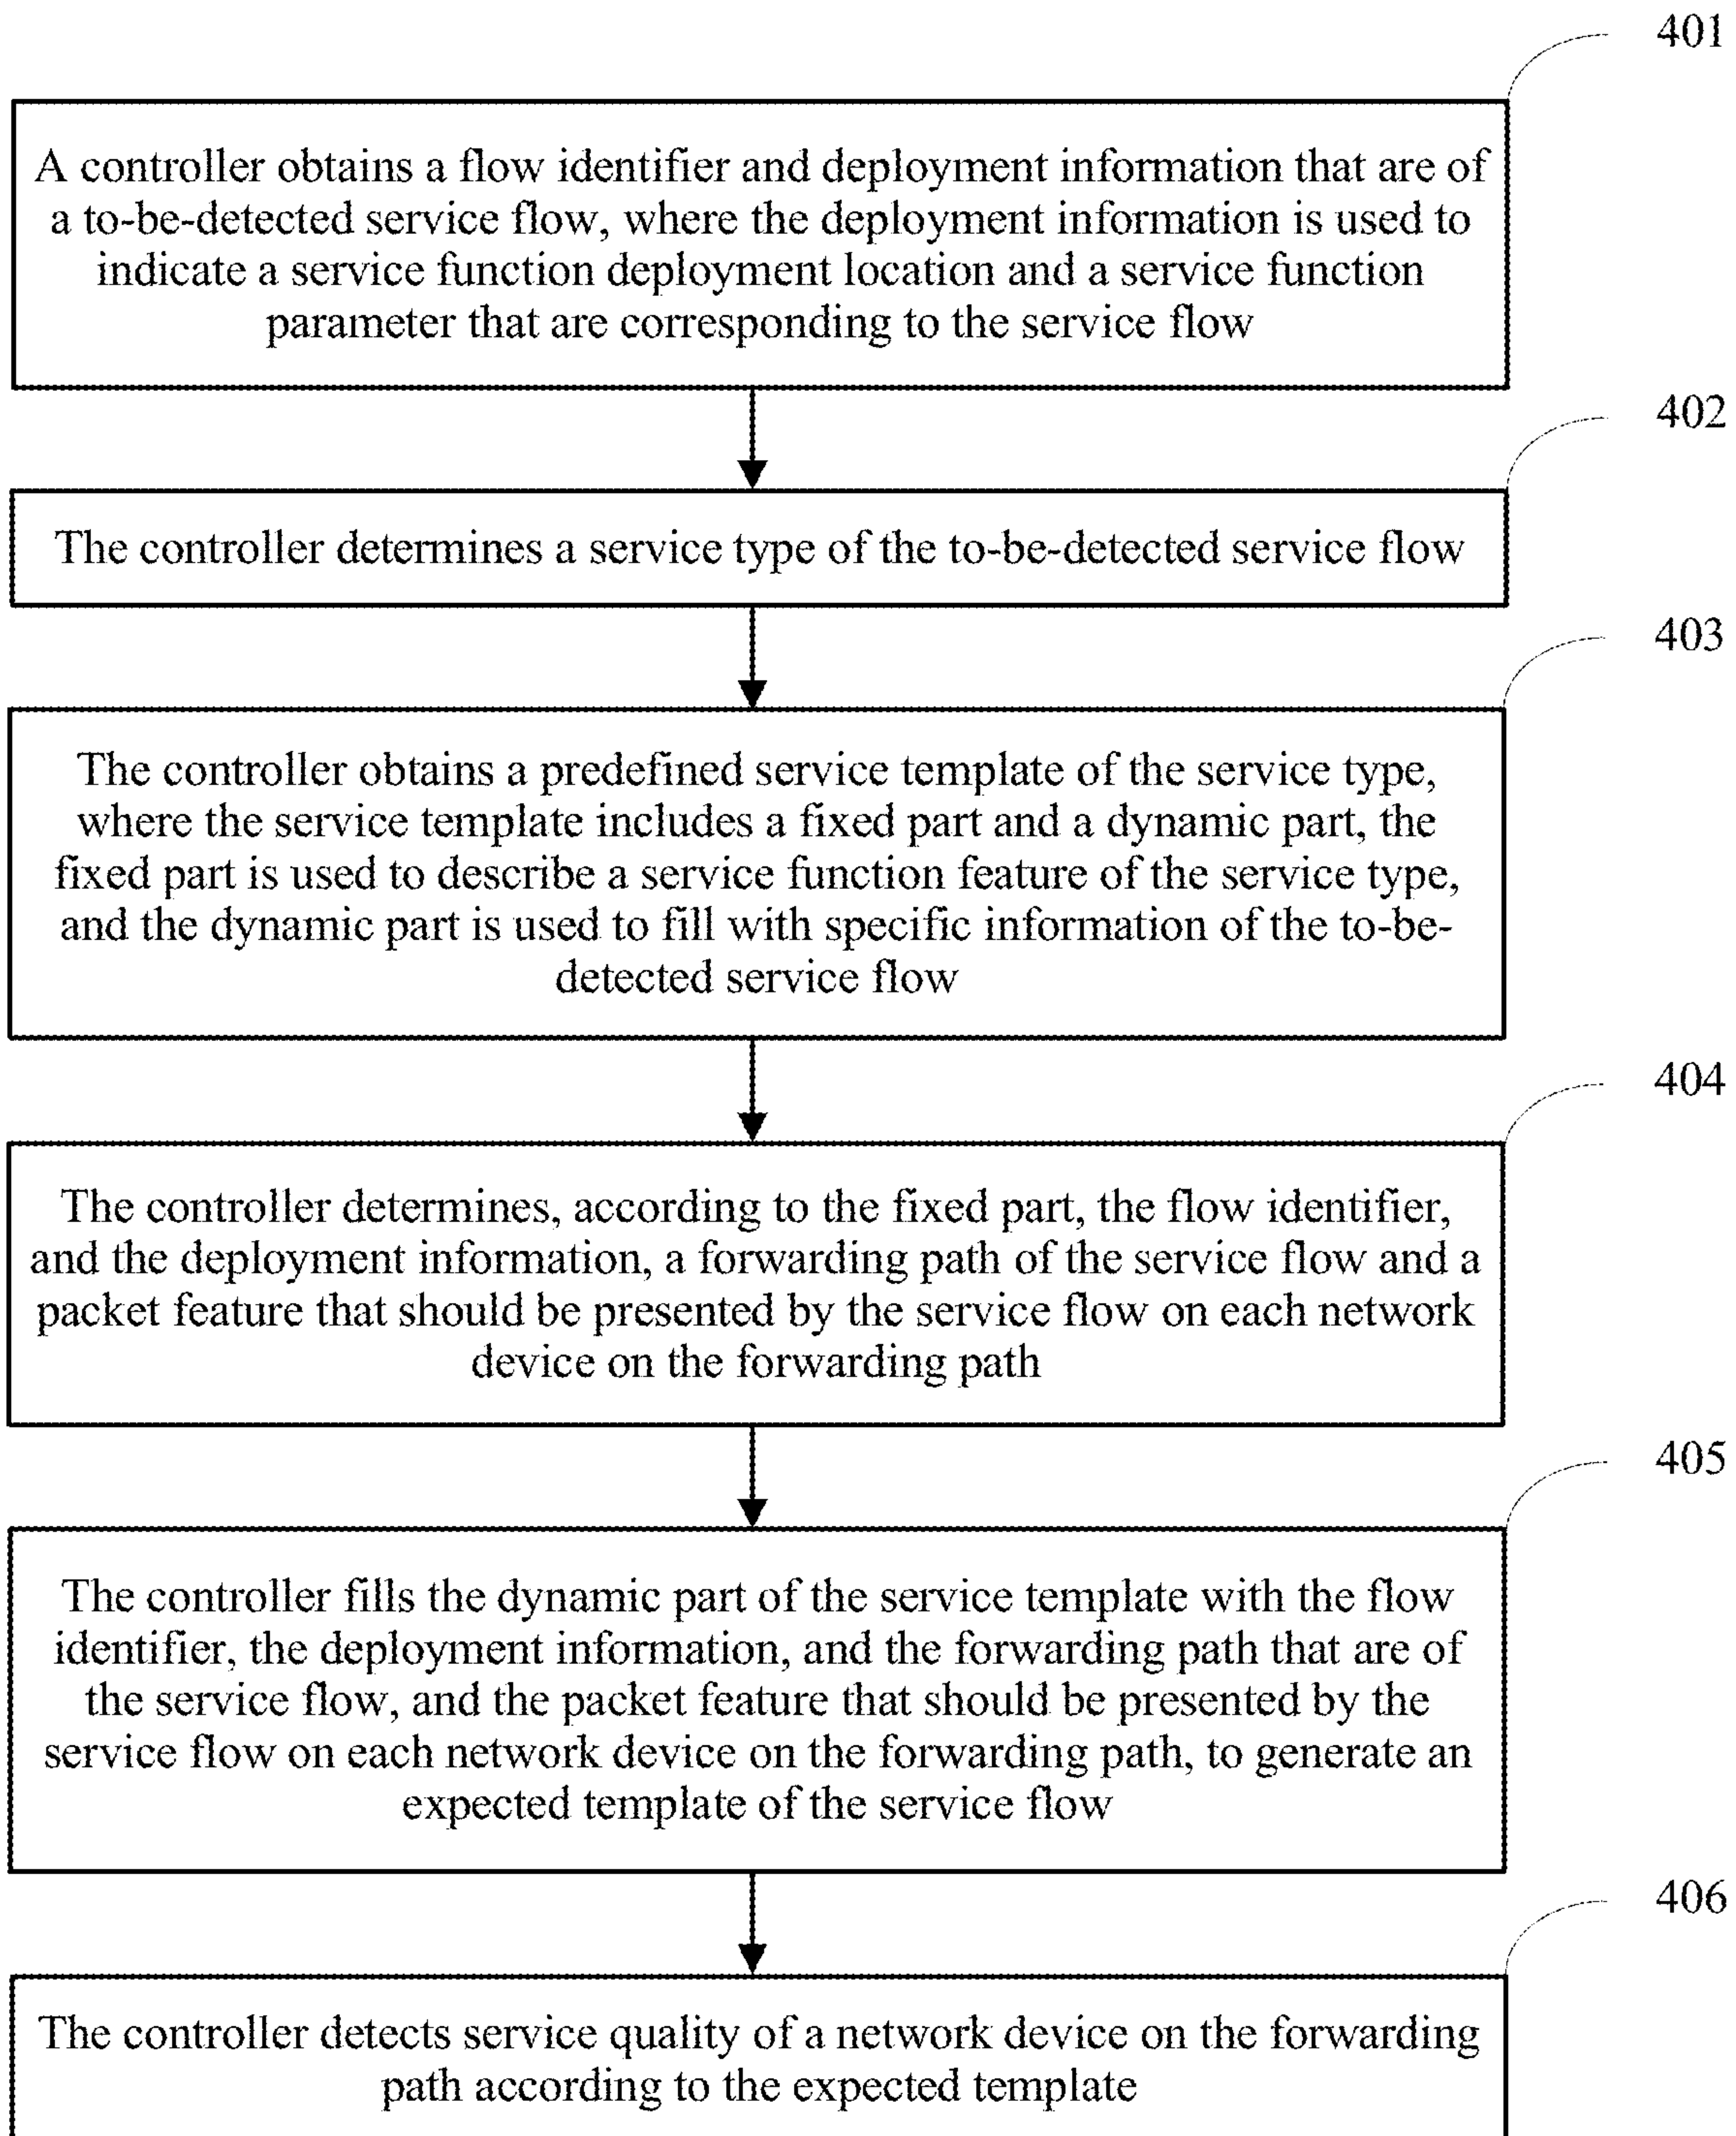 401
A controller obtains a flow identifier and deployment information that are of
a to-be-detected service flow, where the deployment information is used to
indicate a service function deployment location and a service function
parameter that are corresponding to the service flow
402
The controller determines a service type of the to-be-detected service flow
403
The controller obtains a predefined service template of the service type,
where the service template includes a fixed part and a dynamic part, the
fixed part is used to describe a service function feature of the service type,
and the dynamic part is used to fill with specific information of the to-be-
detected service flow
404
The controller determines, according to the fixed part, the flow identifier,
and the deployment information, a forwarding path of the service flow and a
packet feature that should be presented by the service flow on each network
device on the forwarding path
405
The controller fills the dynamic part of the service template with the flow
identifier, the deployment information, and the forwarding path that are of
the service flow, and the packet feature that should be presented by the
service flow on each network device on the forwarding path, to generate an
expected template of the service flow
406
The controller detects service quality of a network device on the forwarding
path according to the expected template